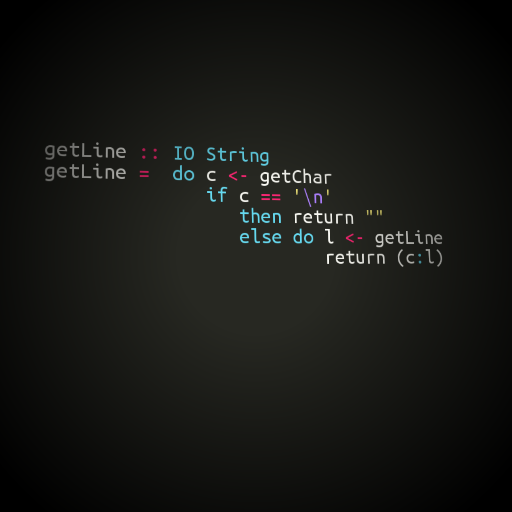 getLine :: IO String
getLine =  do c <- getChar
              if c == '\n'
                 then return ""
                 else do l <- getLine
                         return (c:l)